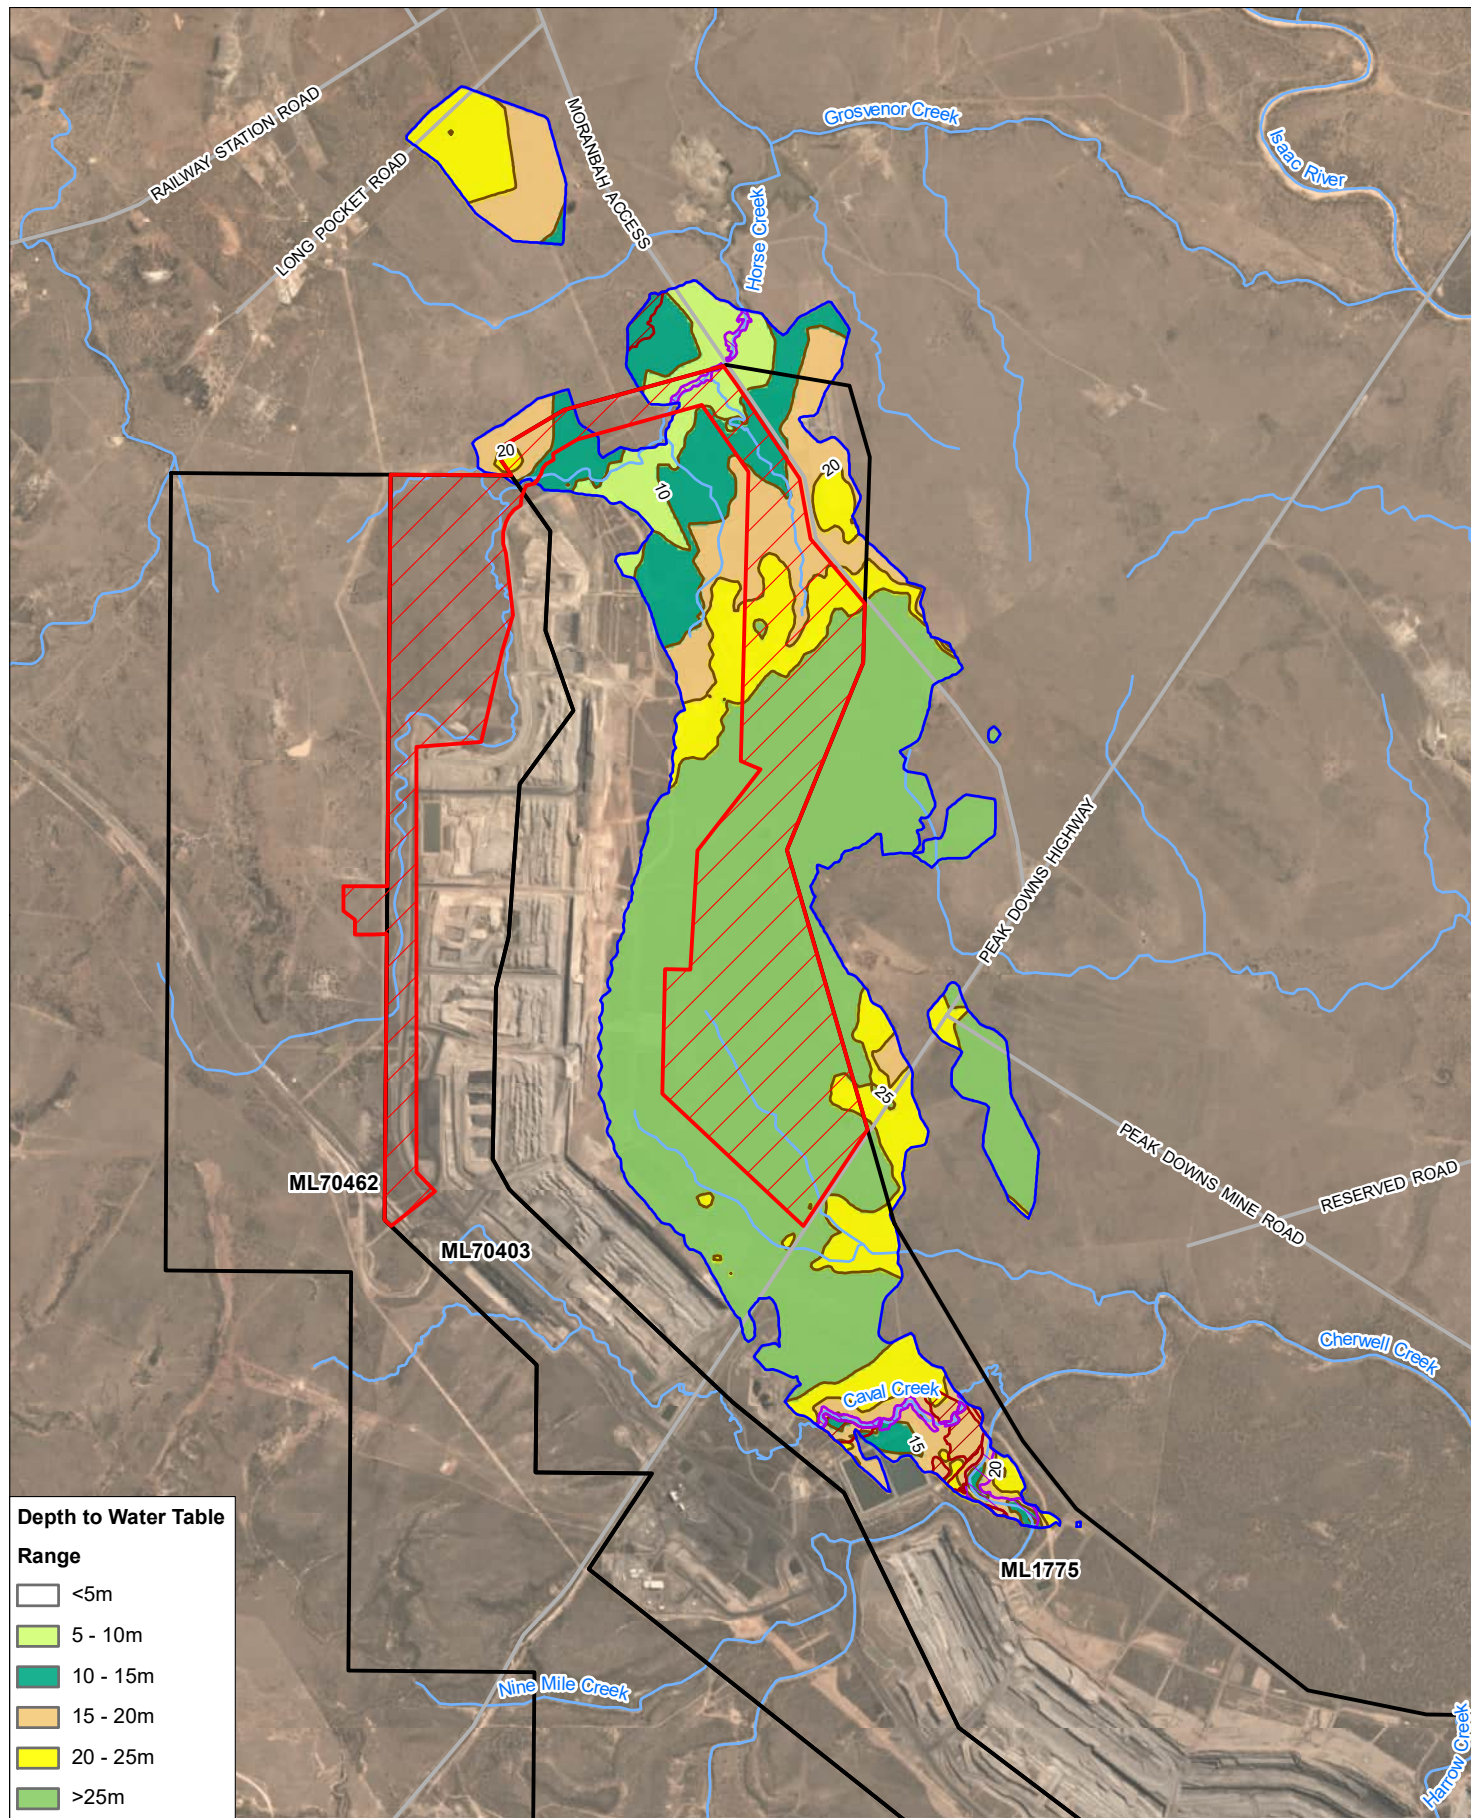 Grosvenor Creek
Isaac River
RAILWAY STATION ROAD
LONG POCKET ROAD
MORANBAH ACCESS
Horse Creek
20
20
10
PEAK DOWNS HIGHWAY
25
PEAK DOWNS MINE ROAD
RESERVED ROAD
ML70462
ML70403
Cherwell Creek
Caval Creek
15
20
ML1775
Nine Mile Creek
Harrow Creek
Depth to Water Table
Range
<5m
5 - 10m
10 - 15m
15 - 20m
20 - 25m
>25m